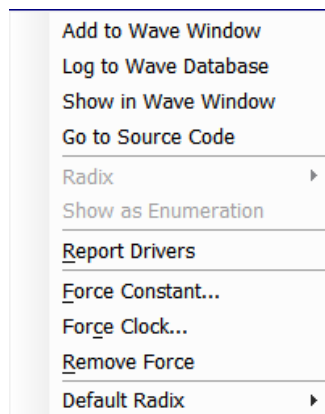 Add to Wave Window
Log to Wave Database
Show in Wave Window
Go to Source Code
Radix
Show as Enumeration
Report Drivers
Force Constant...
Force Clock...
Remove Force
Default Radix